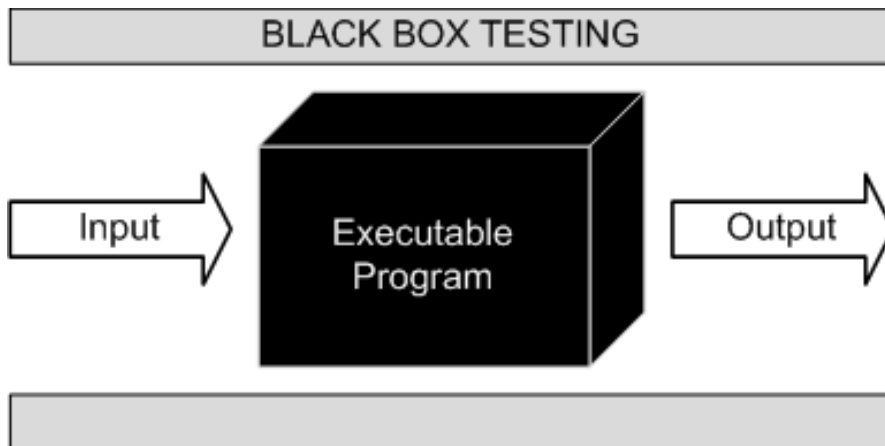 BLACK BOX TESTING
Input
Executable
Program
Output